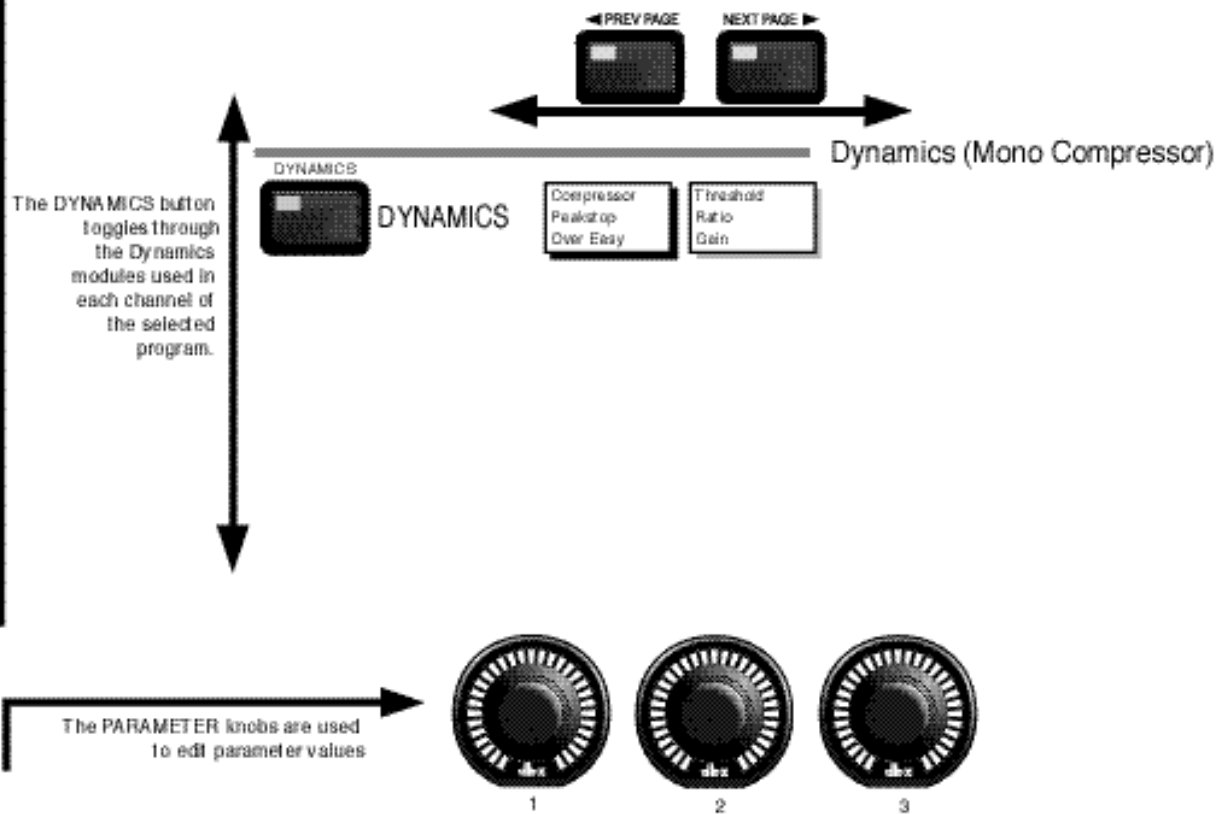 ◄ PREV PAGE
NEXT PAGE ►
Dynamics (Mono Compressor)
DYNAMICS
The DYNAMICS button
toggles through
the Dynamics
modules used in
each channel of
the selected
program.
DYNAMICS
Compressor
Peakstop
Over Easy
Threshold
Ratio
Gain
The PARAMETER knobs are used
to edit parameter values
dbx
dbx
dbx
1
2
3